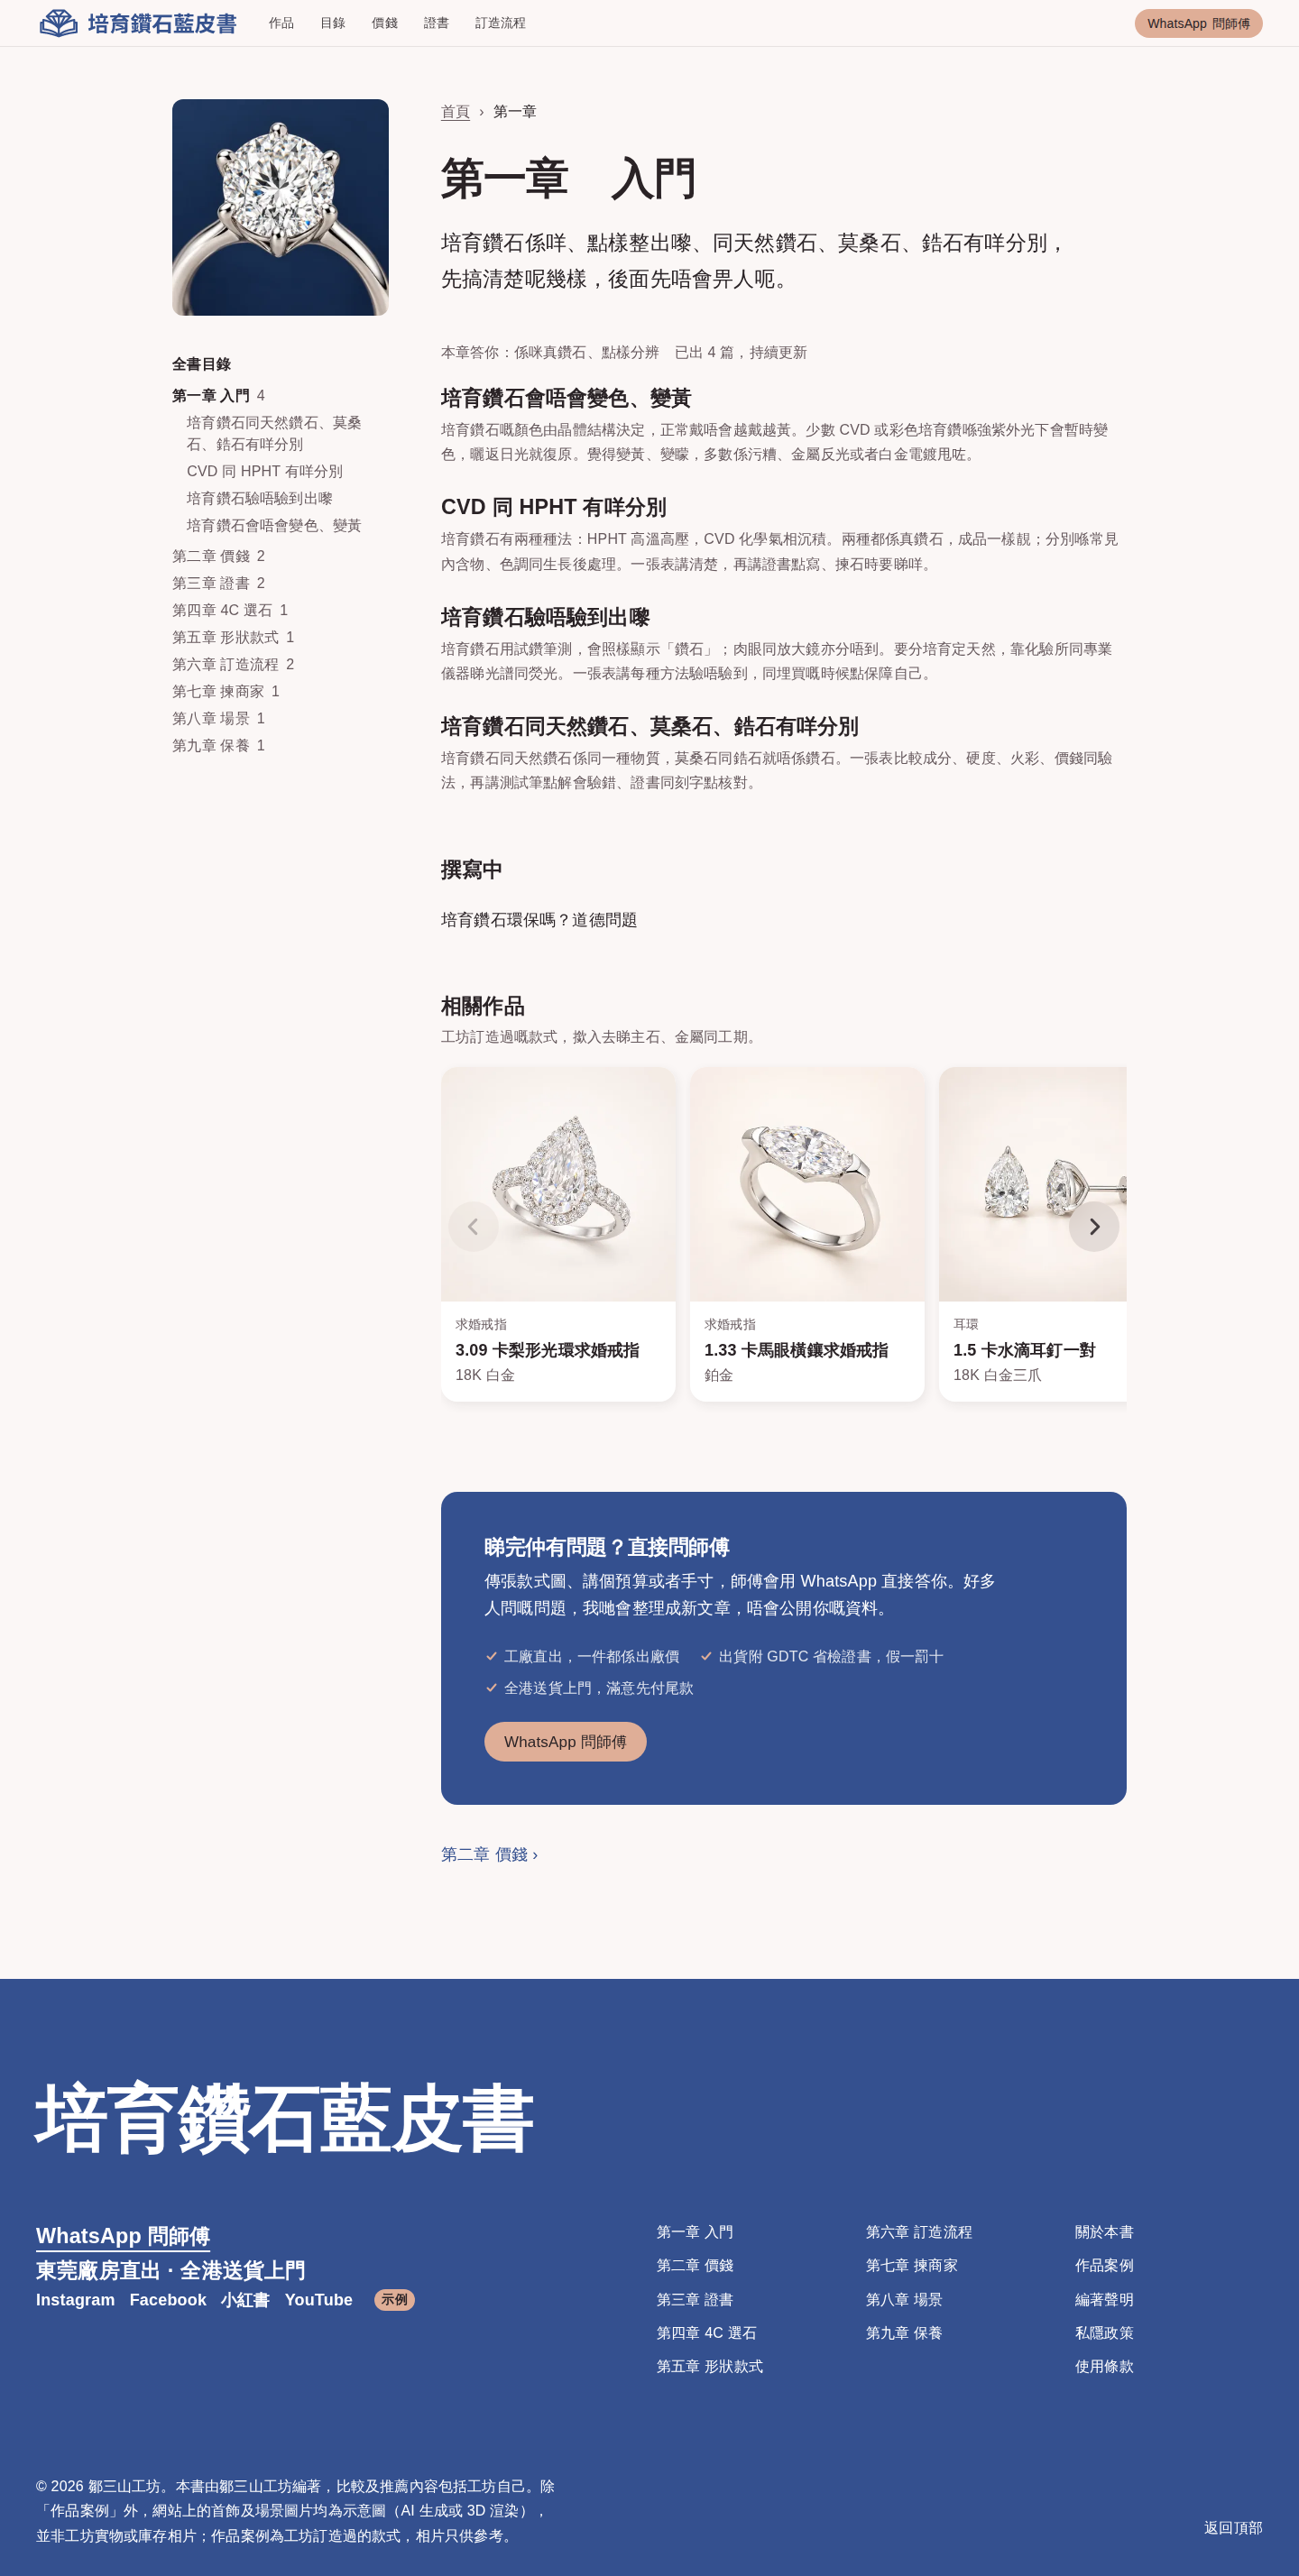 培育鑽石藍皮書
作品 目錄 價錢 證書 訂造流程
WhatsApp 問師傅
首頁 › 第一章
第一章 入門
培育鑽石係咩、點樣整出嚟、同天然鑽石、莫桑石、鋯石有咩分別，
先搞清楚呢幾樣，後面先唔會畀人呃。
全書目錄
第一章 入門 4
培育鑽石同天然鑽石、莫桑
石、鋯石有咩分別
CVD 同 HPHT 有咩分別
培育鑽石驗唔驗到出嚟
培育鑽石會唔會變色、變黃
第二章 價錢 2
第三章 證書 2
第四章 4C 選石 1
第五章 形狀款式 1
第六章 訂造流程 2
第七章 揀商家 1
第八章 場景 1
第九章 保養 1
本章答你：係咪真鑽石、點樣分辨 已出 4 篇，持續更新
培育鑽石會唔會變色、變黃
培育鑽石嘅顏色由晶體結構決定，正常戴唔會越戴越黃。少數 CVD 或彩色培育鑽喺強紫外光下會暫時變
色，曬返日光就復原。覺得變黃、變矇，多數係污糟、金屬反光或者白金電鍍甩咗。
CVD 同 HPHT 有咩分別
培育鑽石有兩種種法：HPHT 高溫高壓，CVD 化學氣相沉積。兩種都係真鑽石，成品一樣靚；分別喺常見
內含物、色調同生長後處理。一張表講清楚，再講證書點寫、揀石時要睇咩。
培育鑽石驗唔驗到出嚟
培育鑽石用試鑽筆測，會照樣顯示「鑽石」；肉眼同放大鏡亦分唔到。要分培育定天然，靠化驗所同專業
儀器睇光譜同熒光。一張表講每種方法驗唔驗到，同埋買嘅時候點保障自己。
培育鑽石同天然鑽石、莫桑石、鋯石有咩分別
培育鑽石同天然鑽石係同一種物質，莫桑石同鋯石就唔係鑽石。一張表比較成分、硬度、火彩、價錢同驗
法，再講測試筆點解會驗錯、證書同刻字點核對。
撰寫中
培育鑽石環保嗎？道德問題
相關作品
工坊訂造過嘅款式，撳入去睇主石、金屬同工期。
求婚戒指
3.09 卡梨形光環求婚戒指
18K 白金
求婚戒指
1.33 卡馬眼橫鑲求婚戒指
鉑金
耳環
1.5 卡水滴耳釘一對
18K 白金三爪
睇完仲有問題？直接問師傅
傳張款式圖、講個預算或者手寸，師傅會用 WhatsApp 直接答你。好多
人問嘅問題，我哋會整理成新文章，唔會公開你嘅資料。
工廠直出，一件都係出廠價 出貨附 GDTC 省檢證書，假一罰十
全港送貨上門，滿意先付尾款
WhatsApp 問師傅
第二章 價錢 ›
培育鑽石藍皮書
WhatsApp 問師傅
東莞廠房直出 · 全港送貨上門
Instagram Facebook 小紅書 YouTube 示例
第一章 入門
第二章 價錢
第三章 證書
第四章 4C 選石
第五章 形狀款式
第六章 訂造流程
第七章 揀商家
第八章 場景
第九章 保養
關於本書
作品案例
編著聲明
私隱政策
使用條款
© 2026 鄒三山工坊。本書由鄒三山工坊編著，比較及推薦內容包括工坊自己。除
「作品案例」外，網站上的首飾及場景圖片均為示意圖（AI 生成或 3D 渲染），
並非工坊實物或庫存相片；作品案例為工坊訂造過的款式，相片只供參考。
返回頂部